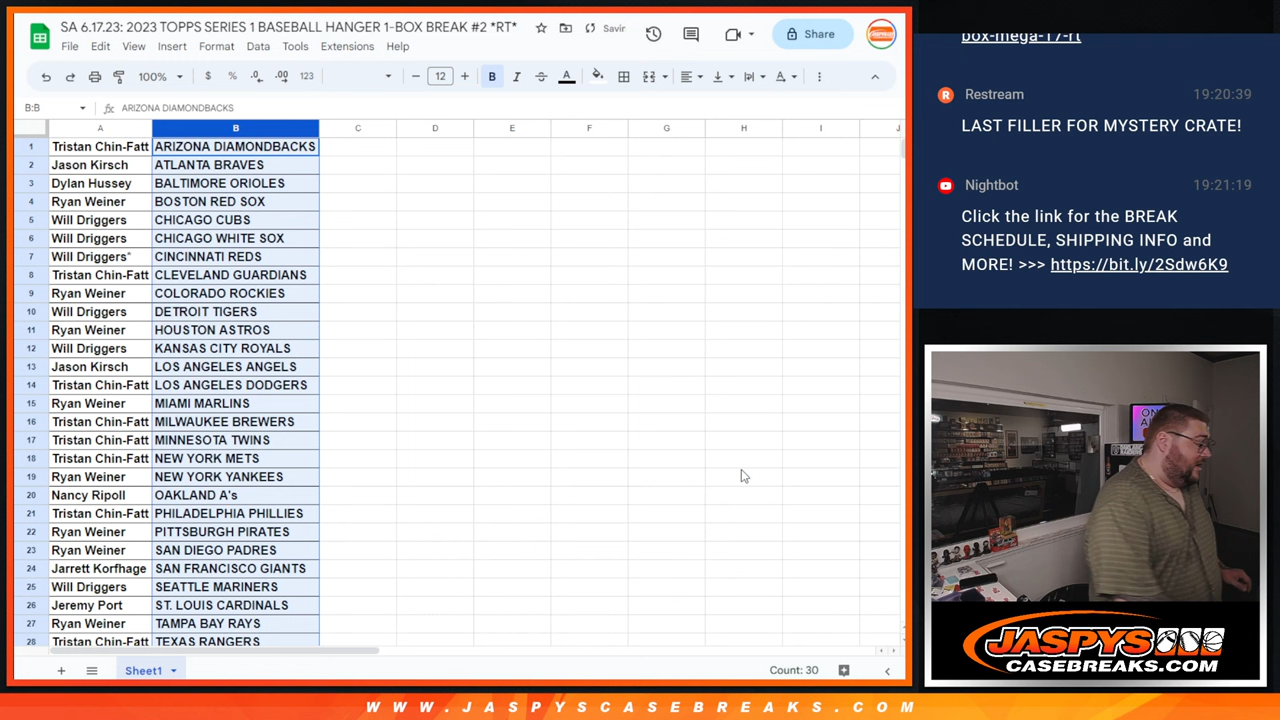 SA 6.17.23: 2023 TOPPS SERIES 1 BASEBALL HANGER 1-BOX BREAK #2 *RT*
Savir
Share
File Edit View Insert Format Data Tools Extensions Help
100% $ % .0 .00 123 12 B I A
B:B fx ARIZONA DIAMONDBACKS
A B C D E F G H I J
1 Tristan Chin-Fatt ARIZONA DIAMONDBACKS
2 Jason Kirsch ATLANTA BRAVES
3 Dylan Hussey BALTIMORE ORIOLES
4 Ryan Weiner BOSTON RED SOX
5 Will Driggers CHICAGO CUBS
6 Will Driggers CHICAGO WHITE SOX
7 Will Driggers* CINCINNATI REDS
8 Tristan Chin-Fatt CLEVELAND GUARDIANS
9 Ryan Weiner COLORADO ROCKIES
10 Will Driggers DETROIT TIGERS
11 Ryan Weiner HOUSTON ASTROS
12 Will Driggers KANSAS CITY ROYALS
13 Jason Kirsch LOS ANGELES ANGELS
14 Tristan Chin-Fatt LOS ANGELES DODGERS
15 Ryan Weiner MIAMI MARLINS
16 Tristan Chin-Fatt MILWAUKEE BREWERS
17 Tristan Chin-Fatt MINNESOTA TWINS
18 Tristan Chin-Fatt NEW YORK METS
19 Ryan Weiner NEW YORK YANKEES
20 Nancy Ripoll OAKLAND A's
21 Tristan Chin-Fatt PHILADELPHIA PHILLIES
22 Ryan Weiner PITTSBURGH PIRATES
23 Ryan Weiner SAN DIEGO PADRES
24 Jarrett Korfhage SAN FRANCISCO GIANTS
25 Will Driggers SEATTLE MARINERS
26 Jeremy Port ST. LOUIS CARDINALS
27 Ryan Weiner TAMPA BAY RAYS
28 Tristan Chin-Fatt TEXAS RANGERS
Sheet1
Count: 30
box-mega-17-rt
Restream 19:20:39
LAST FILLER FOR MYSTERY CRATE!
Nightbot 19:21:19
Click the link for the BREAK
SCHEDULE, SHIPPING INFO and
MORE! >>> https://bit.ly/2Sdw6K9
JASPYS
CASEBREAKS.COM
WWW.JASPYSCASEBREAKS.COM